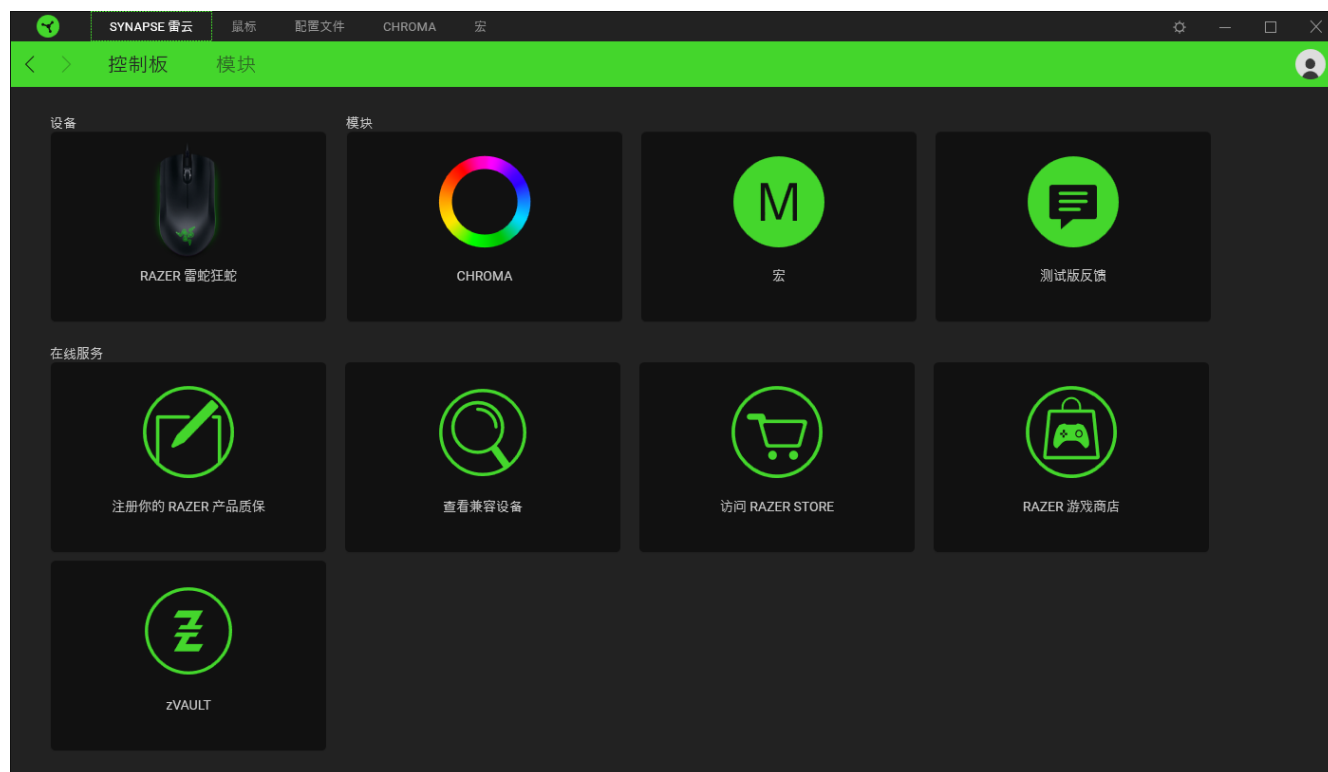 SYNAPSE 雷云 鼠标 配置文件 CHROMA 宏
控制板 模块
设备 模块
RAZER 雷蛇狂蛇 CHROMA 宏 测试版反馈
M
在线服务
注册你的 RAZER 产品质保 查看兼容设备 访问 RAZER STORE RAZER 游戏商店
zVAULT